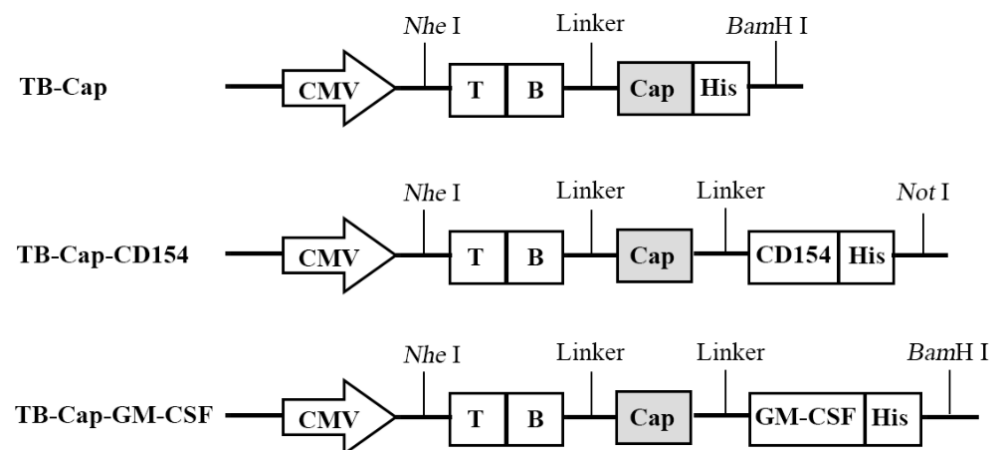 Nhe I Linker BamH I
TB-Cap CMV T B Cap His
Nhe I Linker Linker Not I
TB-Cap-CD154 CMV T B Cap CD154 His
Nhe I Linker Linker BamH I
TB-Cap-GM-CSF CMV T B Cap GM-CSF His